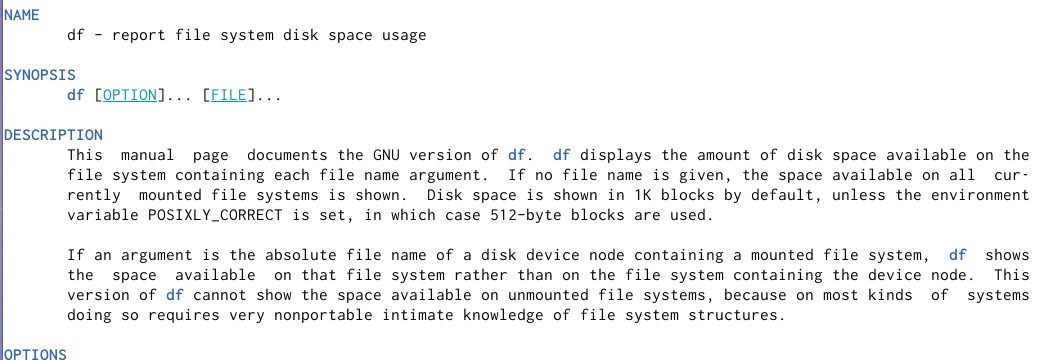 NAME
df - report file system disk space usage
SYNOPSIS
df [OPTION]... [FILE]...
DESCRIPTION
This  manual  page  documents the GNU version of df.  df displays the amount of disk space available on the
file system containing each file name argument.  If no file name is given, the space available on all  cur-
rently  mounted file systems is shown.  Disk space is shown in 1K blocks by default, unless the environment
variable POSIXLY_CORRECT is set, in which case 512-byte blocks are used.
If an argument is the absolute file name of a disk device node containing a mounted file system,  df  shows
the  space  available  on that file system rather than on the file system containing the device node.  This
version of df cannot show the space available on unmounted file systems, because on most kinds  of  systems
doing so requires very nonportable intimate knowledge of file system structures.
OPTIONS